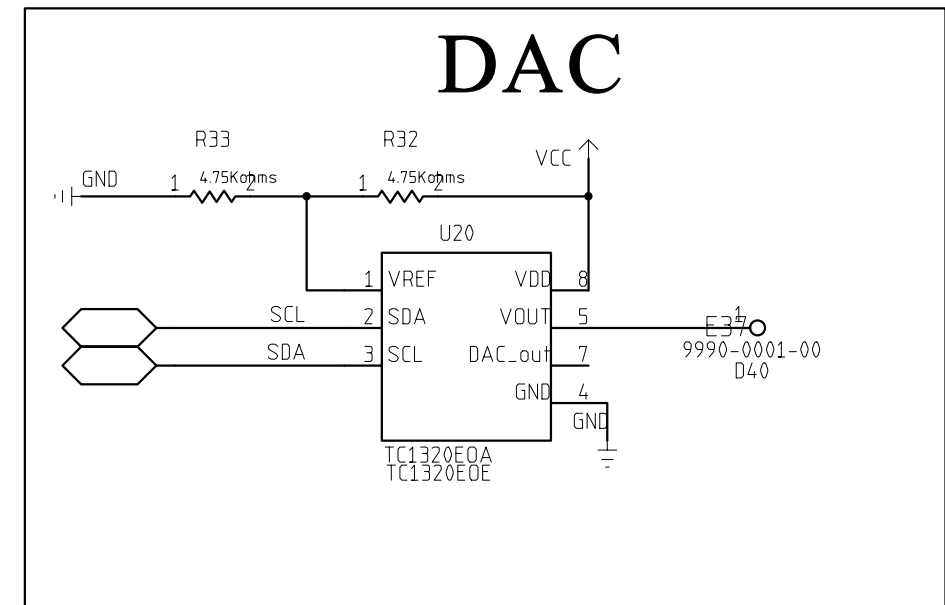 DAC
R33 R32
VCC
GND 1 4.75Kohms 2 1 4.75Kohms 2
U20
1 VREF VDD 8
SCL 2 SDA VOUT 5 E37 1
SDA 3 SCL DAC_out 7 9990-0001-00
D40
GND 4
GND
TC1320EOA
TC1320EOE